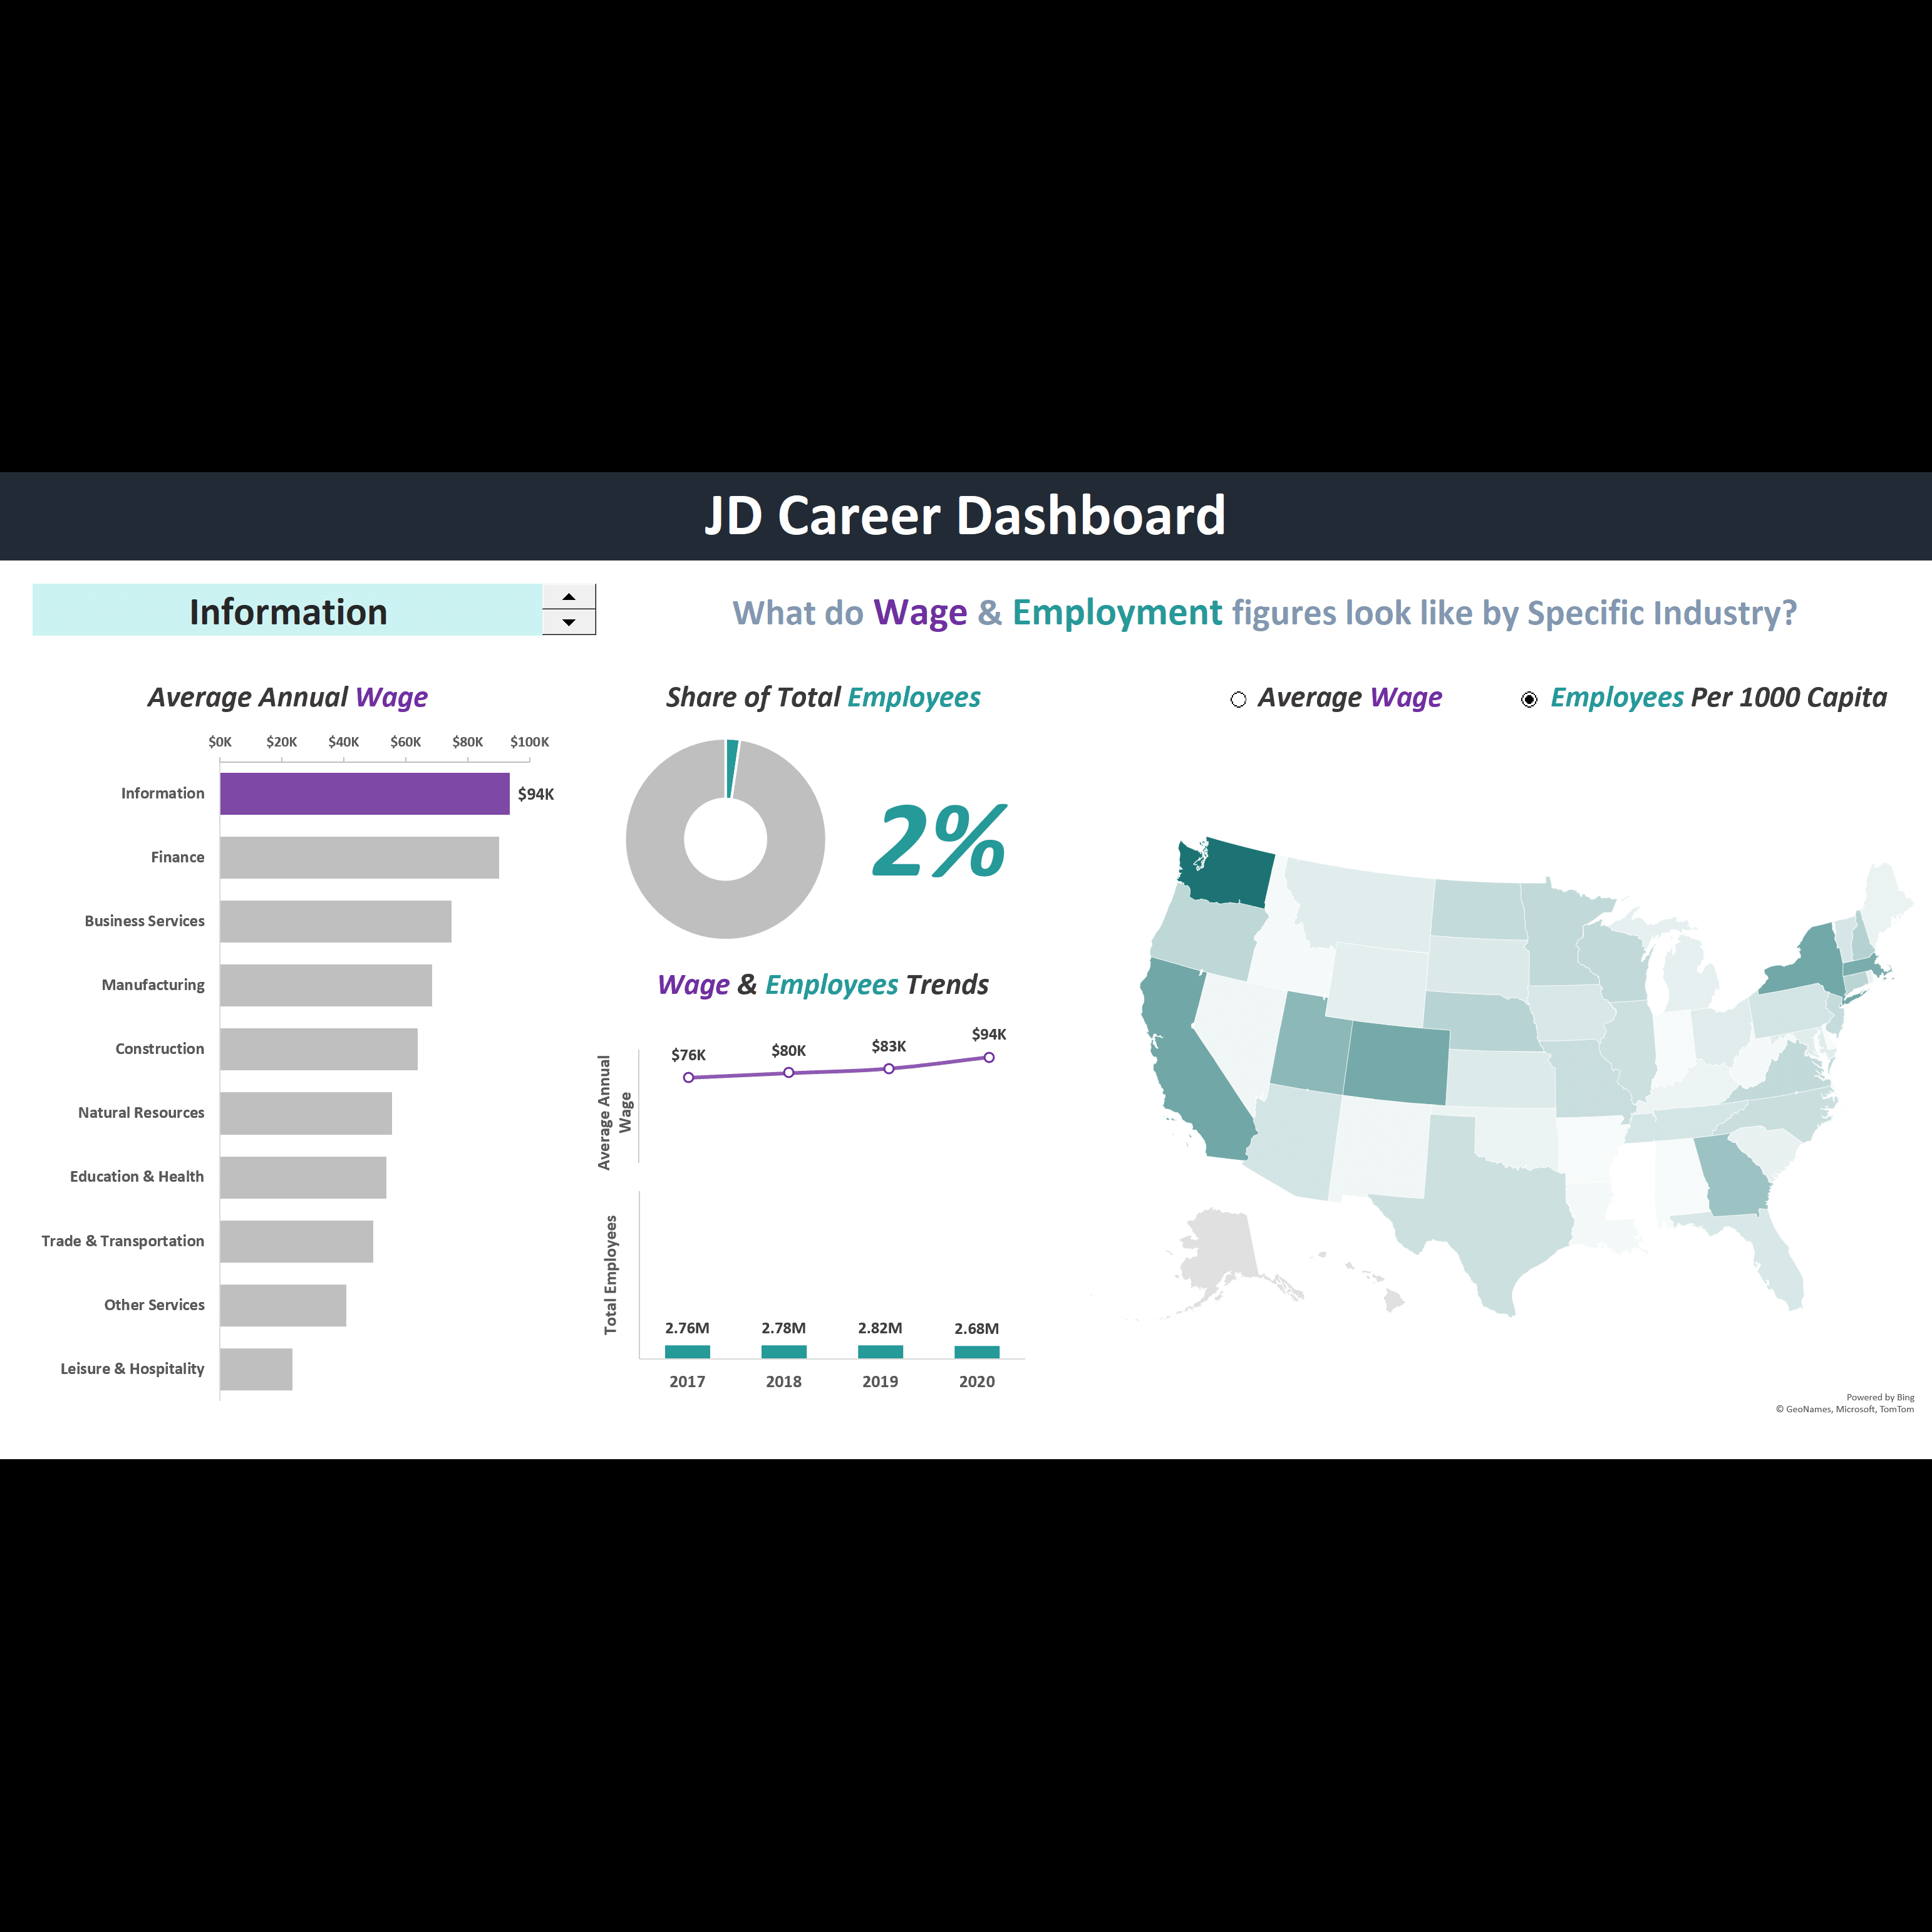 JD Career Dashboard
Information
What do Wage & Employment figures look like by Specific Industry?
Average Annual Wage
$0K $20K $40K $60K $80K $100K
Information $94K
Finance
Business Services
Manufacturing
Construction
Natural Resources
Education & Health
Trade & Transportation
Other Services
Leisure & Hospitality
Share of Total Employees
2%
Wage & Employees Trends
Average Annual
Wage
$76K $80K $83K $94K
Total Employees
2.76M 2.78M 2.82M 2.68M
2017 2018 2019 2020
Average Wage
Employees Per 1000 Capita
Powered by Bing
© GeoNames, Microsoft, TomTom